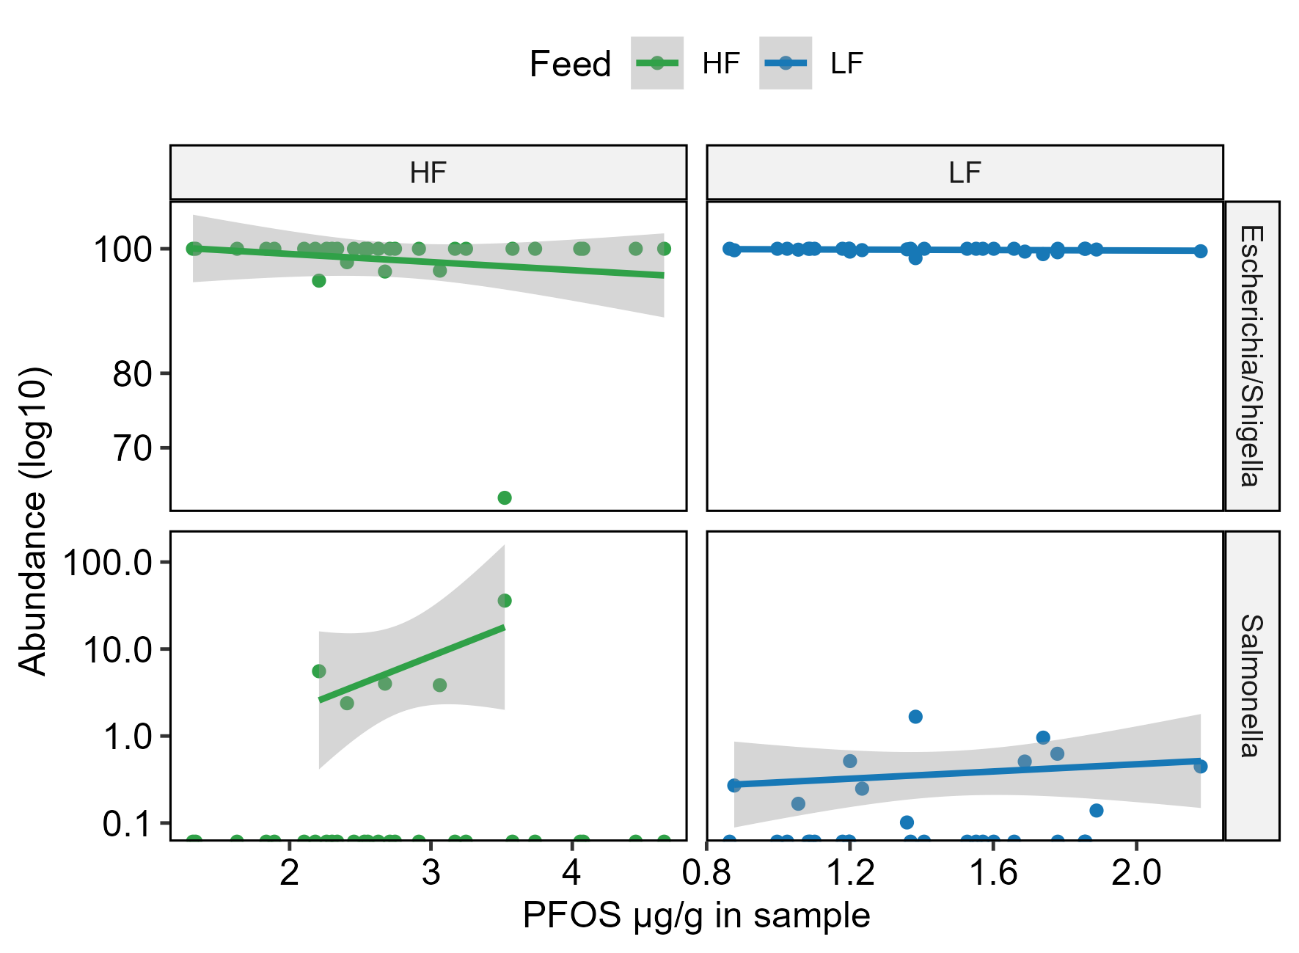 Feed HF LF
HF LF
100
80
70
Escherichia/Shigella
Abundance (log10)
100.0
10.0
1.0
0.1
Salmonella
2 3 4 0.8 1.2 1.6 2.0
PFOS µg/g in sample